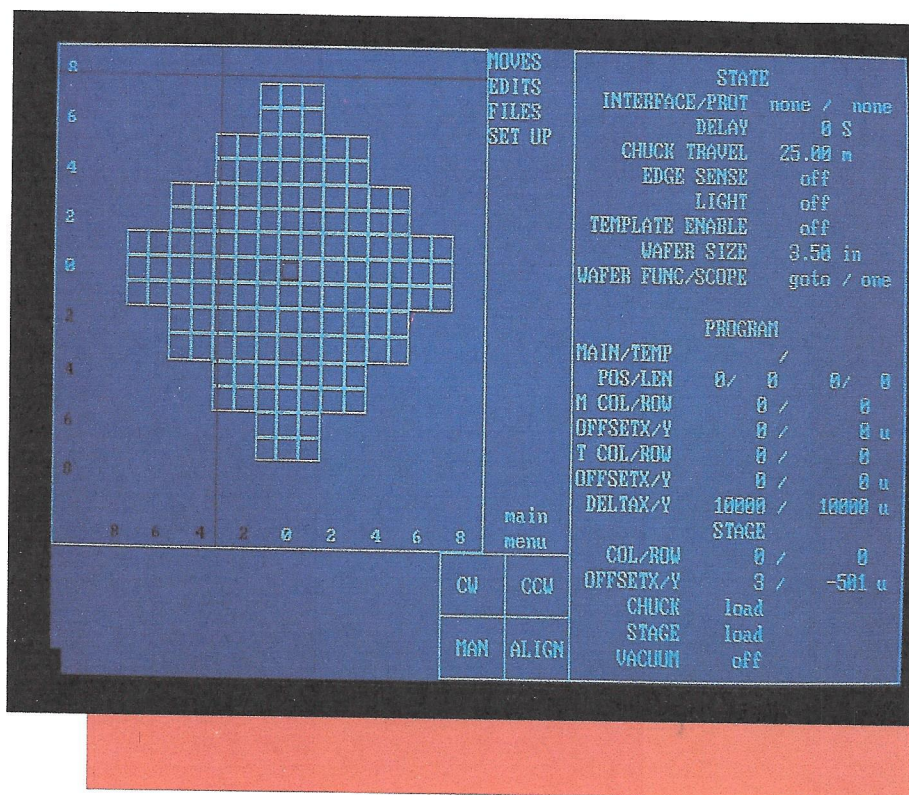 8
6
4
2
0
2
4
6
8
8 6 4 2 0 2 4 6 8
MOVES
EDITS
FILES
SET UP
main
menu
CW CCW
MAN ALIGN
STATE
INTERFACE/PROT none / none
DELAY 0 S
CHUCK TRAVEL 25.00 m
EDGE SENSE off
LIGHT off
TEMPLATE ENABLE off
WAFER SIZE 3.50 in
WAFER FUNC/SCOPE goto / one
PROGRAM
MAIN/TEMP /
POS/LEN 0/ 0 0/ 0
M COL/ROW 0 / 0
OFFSETX/Y 0 / 0 u
T COL/ROW 0 / 0
OFFSETX/Y 0 / 0 u
DELTAX/Y 10000 / 10000 u
STAGE
COL/ROW 0 / 0
OFFSETX/Y 3 / -501 u
CHUCK load
STAGE load
VACUUM off